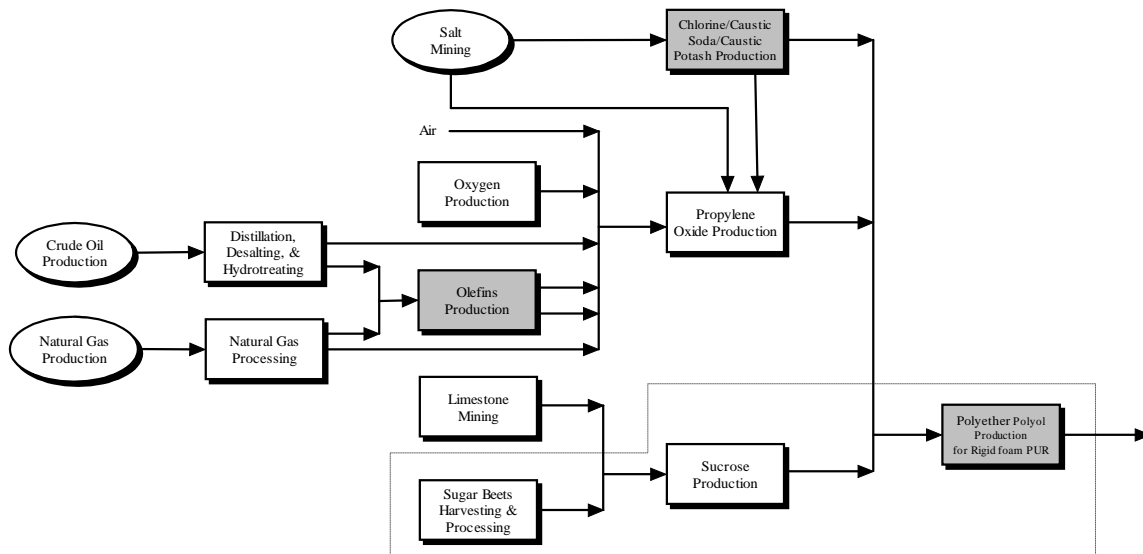 Salt
Mining
Chlorine/Caustic
Soda/Caustic
Potash Production
Air
Oxygen
Production
Propylene
Oxide Production
Crude Oil
Production
Distillation,
Desalting, &
Hydrotreating
Olefins
Production
Natural Gas
Production
Natural Gas
Processing
Limestone
Mining
Polyether Polyol
Production
for Rigid foam PUR
Sucrose
Production
Sugar Beets
Harvesting &
Processing